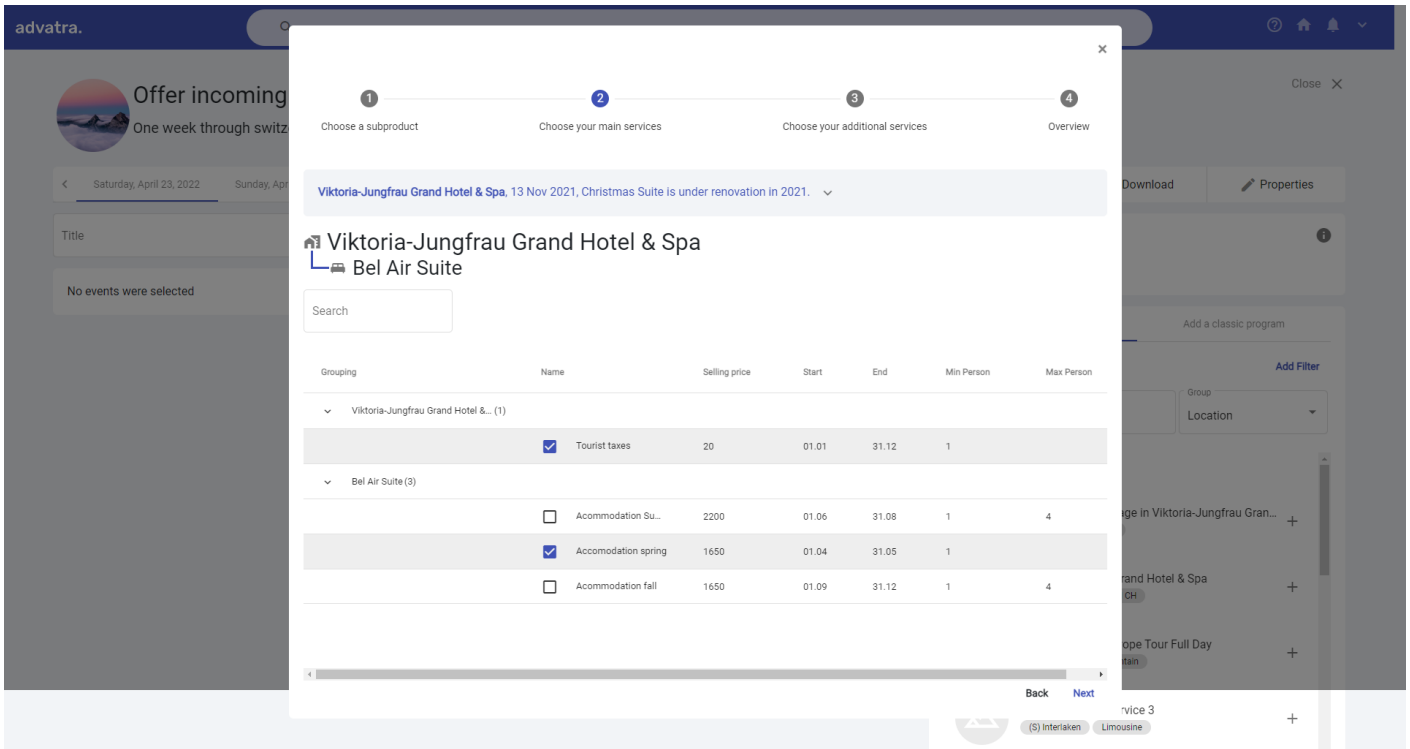 advatra.
Offer incoming
One week through switz
Close
Saturday, April 23, 2022
Sunday, Apr
Download
Properties
Title
No events were selected
1
2
3
4
Choose a subproduct
Choose your main services
Choose your additional services
Overview
Viktoria-Jungfrau Grand Hotel & Spa, 13 Nov 2021, Christmas Suite is under renovation in 2021.
Viktoria-Jungfrau Grand Hotel & Spa
Bel Air Suite
Search
Grouping Name Selling price Start End Min Person Max Person
Viktoria-Jungfrau Grand Hotel &... (1)
Tourist taxes 20 01.01 31.12 1
Bel Air Suite (3)
Acommodation Su... 2200 01.06 31.08 1 4
Accomodation spring 1650 01.04 31.05 1
Acommodation fall 1650 01.09 31.12 1 4
Back
Next
Add a classic program
Add Filter
Group
Location
age in Viktoria-Jungfrau Gran...
rand Hotel & Spa
CH
ope Tour Full Day
ntain
rvice 3
(S) Interlaken
Limousine